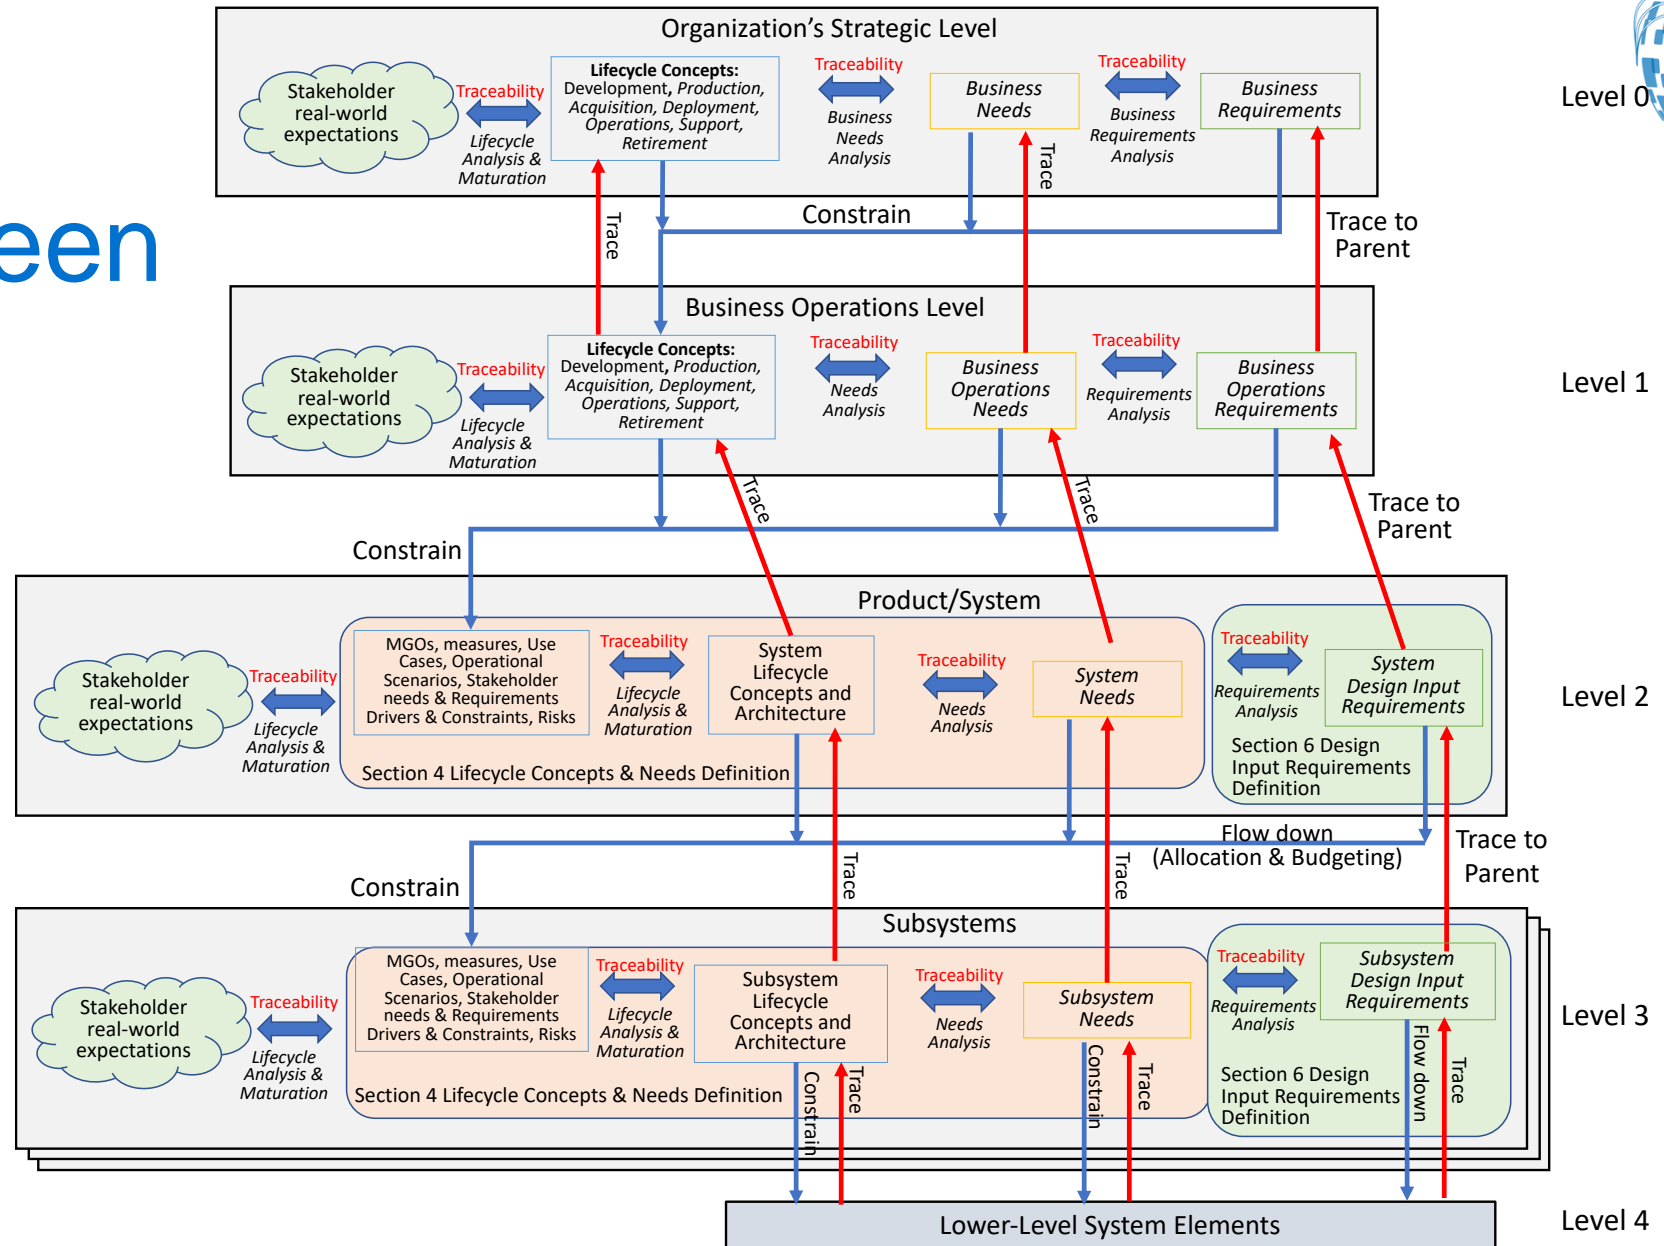 een
Organization's Strategic Level
Level 0
Stakeholder
real-world
expectations
Traceability
Lifecycle
Analysis &
Maturation
Lifecycle Concepts:
Development, Production,
Acquisition, Deployment,
Operations, Support,
Retirement
Traceability
Business
Needs
Analysis
Business
Needs
Traceability
Business
Requirements
Analysis
Business
Requirements
Trace
Trace
Constrain
Trace to
Parent
Business Operations Level
Level 1
Stakeholder
real-world
expectations
Traceability
Lifecycle
Analysis &
Maturation
Lifecycle Concepts:
Development, Production,
Acquisition, Deployment,
Operations, Support,
Retirement
Traceability
Needs
Analysis
Business
Operations
Needs
Traceability
Requirements
Analysis
Business
Operations
Requirements
Trace
Trace
Trace to
Parent
Constrain
Product/System
Level 2
Stakeholder
real-world
expectations
Traceability
Lifecycle
Analysis &
Maturation
MGOs, measures, Use
Cases, Operational
Scenarios, Stakeholder
needs & Requirements
Drivers & Constraints, Risks
Traceability
Lifecycle
Analysis &
Maturation
System
Lifecycle
Concepts and
Architecture
Traceability
Needs
Analysis
System
Needs
Section 4 Lifecycle Concepts & Needs Definition
Traceability
Requirements
Analysis
System
Design Input
Requirements
Section 6 Design
Input Requirements
Definition
Flow down
(Allocation & Budgeting)
Trace
Trace
Trace to
Parent
Constrain
Subsystems
Level 3
Stakeholder
real-world
expectations
Traceability
Lifecycle
Analysis &
Maturation
MGOs, measures, Use
Cases, Operational
Scenarios, Stakeholder
needs & Requirements
Drivers & Constraints, Risks
Traceability
Lifecycle
Analysis &
Maturation
Subsystem
Lifecycle
Concepts and
Architecture
Traceability
Needs
Analysis
Subsystem
Needs
Section 4 Lifecycle Concepts & Needs Definition
Traceability
Requirements
Analysis
Subsystem
Design Input
Requirements
Section 6 Design
Input Requirements
Definition
Constrain
Trace
Constrain
Trace
Flow down
Trace
Lower-Level System Elements
Level 4